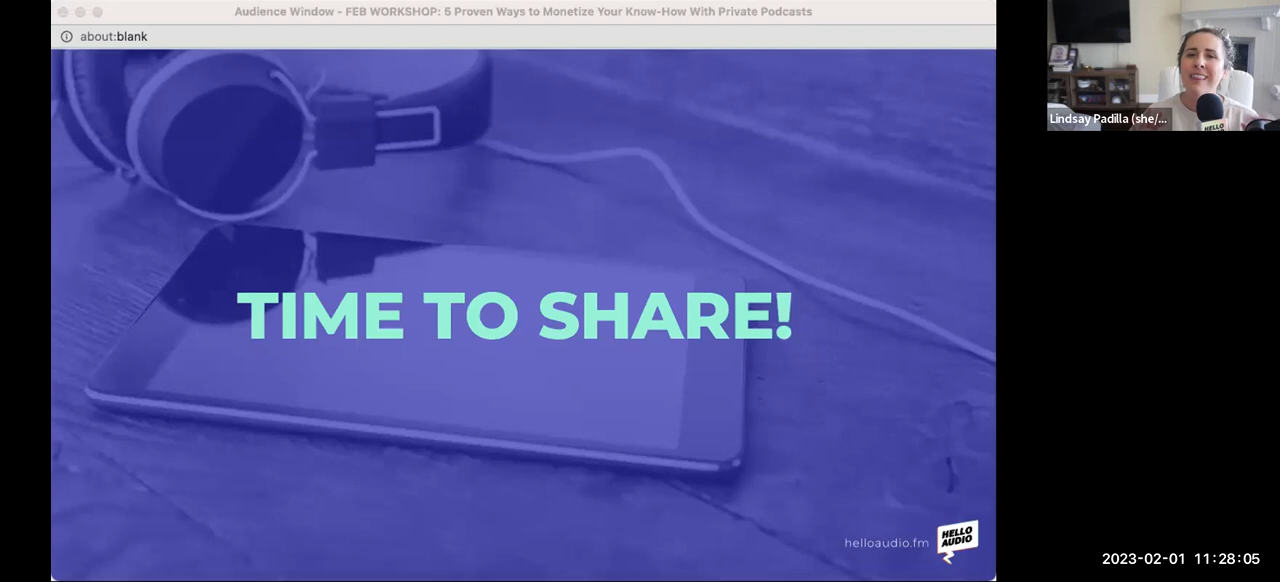 Audience Window - FEB WORKSHOP: 5 Proven Ways to Monetize Your Know-How With Private Podcasts
about:blank
TIME TO SHARE!
helloaudio.fm
HELLO
AUDIO
Lindsay Padilla (she/...
HELLO
2023-02-01 11:28:05